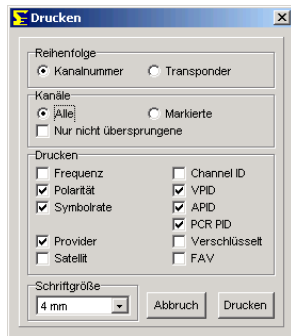 Drucken
Reihenfolge
Kanalnummer Transponder
Kanäle
Alle Markierte
Nur nicht übersprungene
Drucken
Frequenz Channel ID
Polarität VPID
Symbolrate APID
PCR PID
Provider Verschlüsselt
Satellit FAV
Schriftgröße
4 mm Abbruch Drucken